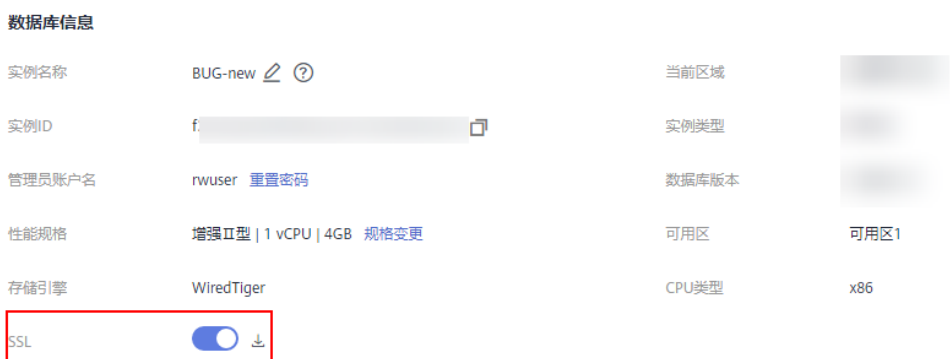 数据库信息
实例名称 BUG-new 当前区域
实例ID 实例类型
管理员账户名 rwuser 重置密码 数据库版本
性能规格 增强II型 | 1 vCPU | 4GB 规格变更 可用区 可用区1
存储引擎 WiredTiger CPU类型 x86
SSL